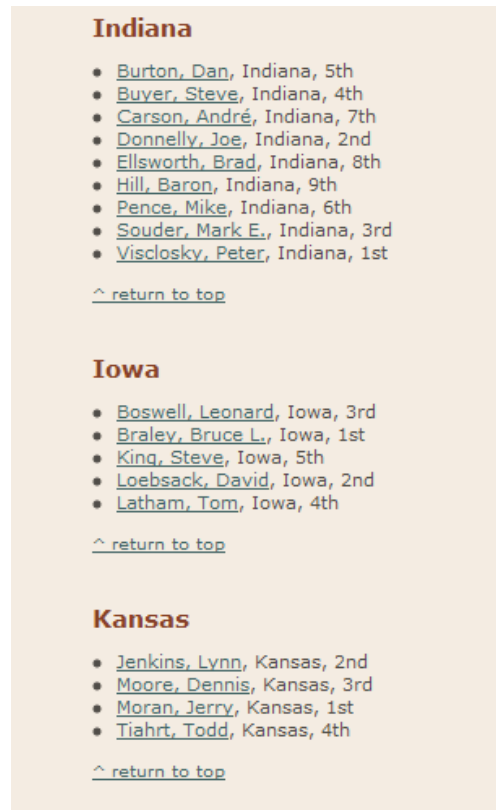 Indiana
• Burton, Dan, Indiana, 5th
• Buyer, Steve, Indiana, 4th
• Carson, André, Indiana, 7th
• Donnelly, Joe, Indiana, 2nd
• Ellsworth, Brad, Indiana, 8th
• Hill, Baron, Indiana, 9th
• Pence, Mike, Indiana, 6th
• Souder, Mark E., Indiana, 3rd
• Visclosky, Peter, Indiana, 1st
^ return to top
Iowa
• Boswell, Leonard, Iowa, 3rd
• Braley, Bruce L., Iowa, 1st
• King, Steve, Iowa, 5th
• Loebsack, David, Iowa, 2nd
• Latham, Tom, Iowa, 4th
^ return to top
Kansas
• Jenkins, Lynn, Kansas, 2nd
• Moore, Dennis, Kansas, 3rd
• Moran, Jerry, Kansas, 1st
• Tiahrt, Todd, Kansas, 4th
^ return to top